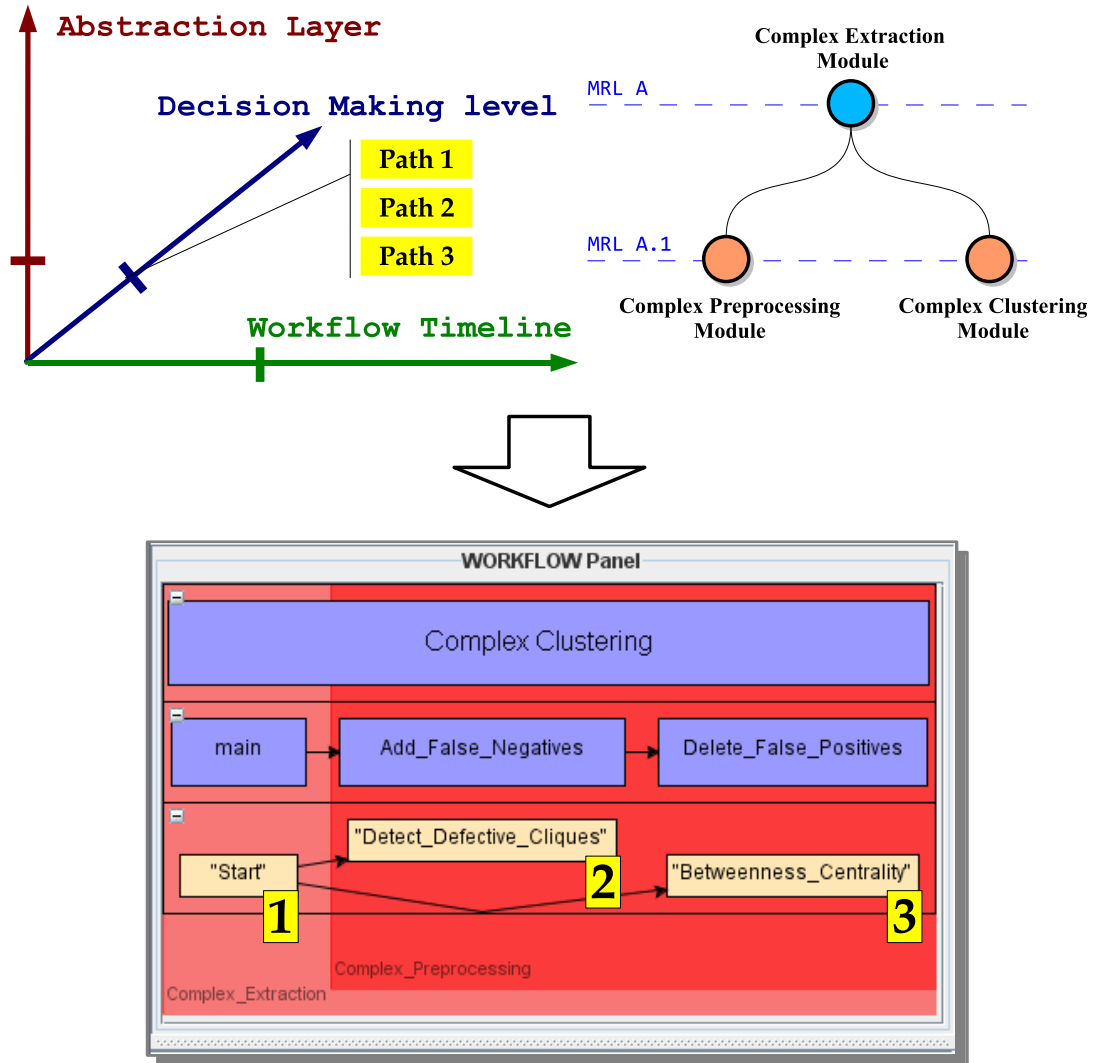 Abstraction Layer
Decision Making level
Path 1
Path 2
Path 3
Workflow Timeline
Complex Extraction
Module
MRL A
MRL A.1
Complex Preprocessing
Module
Complex Clustering
Module
WORKFLOW Panel
Complex Clustering
main
Add_False_Negatives
Delete_False_Positives
"Start"
1
"Detect_Defective_Cliques"
2
"Betweenness_Centrality"
3
Complex_Preprocessing
Complex_Extraction